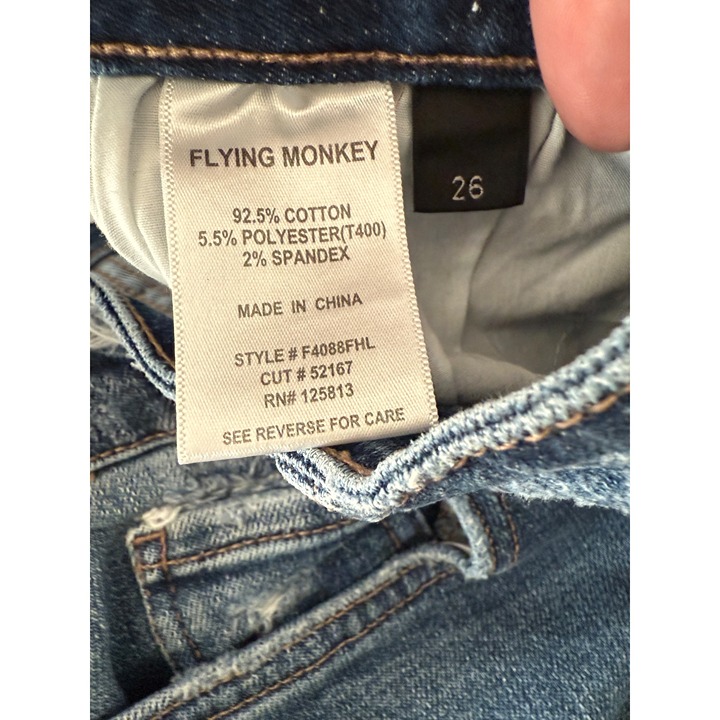 FLYING MONKEY
92.5% COTTON
5.5% POLYESTER(T400)
2% SPANDEX
MADE IN CHINA
STYLE # F4088FHL
CUT # 52167
RN# 125813
SEE REVERSE FOR CARE
26